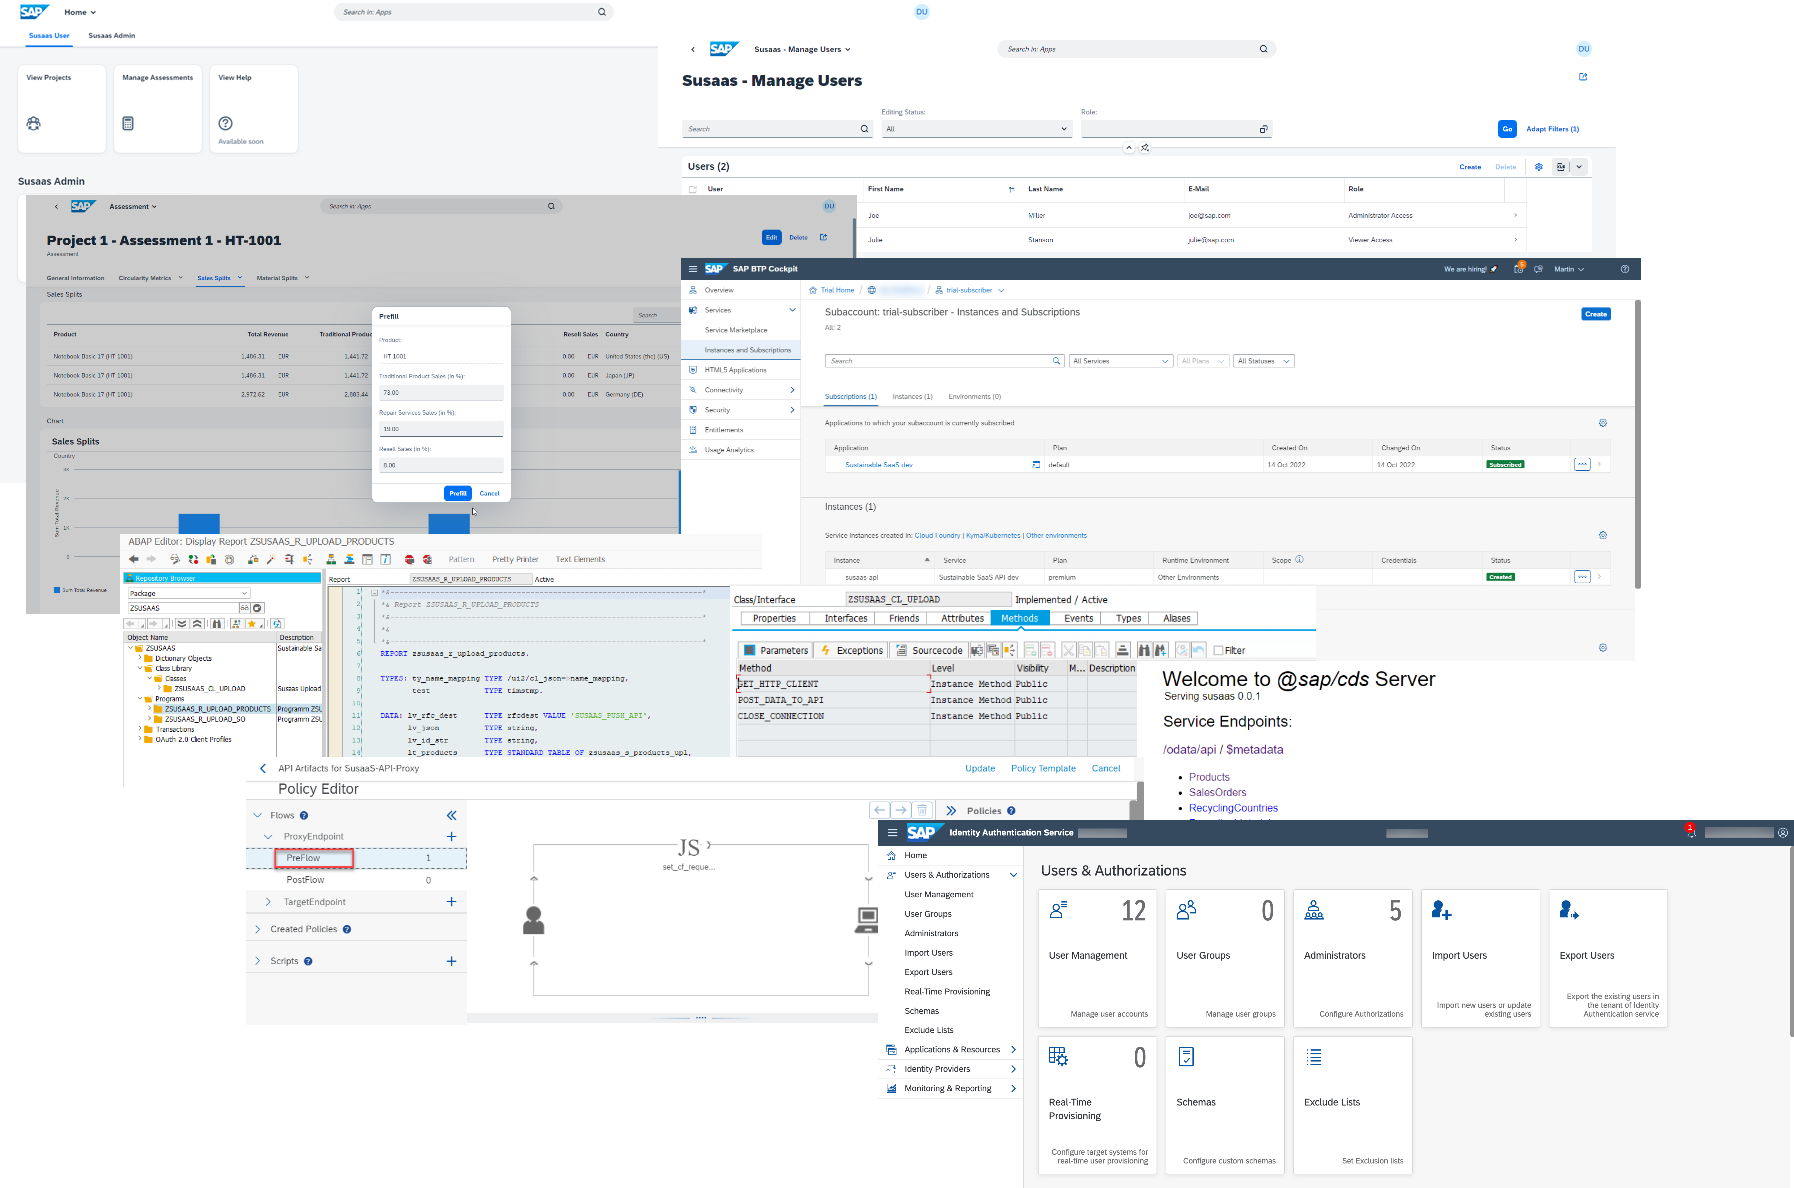 SAP Home
Search in: Apps
DU
Susaas User Susaas Admin
View Projects
Manage Assessments
View Help
Available soon
Susaas Admin
SAP Susaas - Manage Users
Search in: Apps
DU
Susaas - Manage Users
Editing Status:
Role:
Search
All
Go
Adapt Filters (1)
Users (2)
Create Delete
User First Name Last Name E-Mail Role
Joe Miller joe@sap.com Administrator Access
Julie Stanson julie@sap.com Viewer Access
SAP Assessment
Search in: Apps
DU
Project 1 - Assessment 1 - HT-1001
Assessment
Edit Delete
General Information Circularity Metrics Sales Splits Material Splits
Sales Splits
Search
Product Total Revenue Traditional Produc Resell Sales Country
Notebook Basic 17 (HT 1001) 1,486.31 EUR 1,441.72 0.00 EUR United States (the) (US)
Notebook Basic 17 (HT 1001) 1,486.31 EUR 1,441.72 0.00 EUR Japan (JP)
Notebook Basic 17 (HT 1001) 2,972.62 EUR 2,883.44 0.00 EUR Germany (DE)
Chart
Sales Splits
Country
Sum Total Revenue
2K
1K
0
Sum Total Revenue
Prefill
Product:
HT 1001
Traditional Product Sales (in %):
73.00
Repair Services Sales (in %):
19.00
Resell Sales (in %):
8.00
Prefill Cancel
SAP SAP BTP Cockpit
We are hiring!
5
Martin
Overview
Services
Service Marketplace
Instances and Subscriptions
HTML5 Applications
Connectivity
Security
Entitlements
Usage Analytics
Trial Home / / trial-subscriber
Subaccount: trial-subscriber - Instances and Subscriptions
All: 2
Create
Search
All Services
All Plans
All Statuses
Subscriptions (1) Instances (1) Environments (0)
Applications to which your subaccount is currently subscribed
Application Plan Created On Changed On Status
Sustainable SaaS dev default 14 Oct 2022 14 Oct 2022 Subscribed
Instances (1)
Service instances created in: Cloud Foundry | Kyma/Kubernetes | Other environments
Instance Service Plan Runtime Environment Scope Credentials Status
susaas-api Sustainable SaaS API dev premium Other Environments Created
ABAP Editor: Display Report ZSUSAAS_R_UPLOAD_PRODUCTS
Pattern Pretty Printer Text Elements
Repository Browser
Package
ZSUSAAS
Object Name Description
ZSUSAAS Sustainable Sa
Dictionary Objects
Class Library
Classes
ZSUSAAS_CL_UPLOAD Susaas Upload
Programs
ZSUSAAS_R_UPLOAD_PRODUCTS Programm ZSU
ZSUSAAS_R_UPLOAD_SO Programm ZSU
Transactions
OAuth 2.0 Client Profiles
Report ZSUSAAS_R_UPLOAD_PRODUCTS Active
1 *&---------------------------------------------------------------------*
2 *& Report ZSUSAAS_R_UPLOAD_PRODUCTS
3 *&---------------------------------------------------------------------*
4 *&
5 *&---------------------------------------------------------------------*
6 REPORT zsusaas_r_upload_products.
7
8 TYPES: ty_name_mapping TYPE /ui2/cl_json=>name_mapping,
9 test TYPE timstmp.
10
11 DATA: lv_rfc_dest TYPE rfcdest VALUE 'SUSAAS_PUSH_API',
12 lv_json TYPE string,
13 lv_id_str TYPE string,
14 lt_products TYPE STANDARD TABLE OF zsusaas_s_products_upl,
Class/Interface ZSUSAAS_CL_UPLOAD Implemented / Active
Properties Interfaces Friends Attributes Methods Events Types Aliases
Parameters Exceptions Sourcecode Filter
Method Level Visibility M... Description
GET_HTTP_CLIENT Instance Method Public
POST_DATA_TO_API Instance Method Public
CLOSE_CONNECTION Instance Method Public
Welcome to @sap/cds Server
Serving susaas 0.0.1
Service Endpoints:
/odata/api / $metadata
Products
SalesOrders
RecyclingCountries
API Artifacts for SusaaS-API-Proxy
Update Policy Template Cancel
Policy Editor
Flows
ProxyEndpoint
PreFlow 1
PostFlow 0
TargetEndpoint
Created Policies
Scripts
Policies
JS
set_cf_reque...
SAP Identity Authentication Service
1
Home
Users & Authorizations
User Management
User Groups
Administrators
Import Users
Export Users
Real-Time Provisioning
Schemas
Exclude Lists
Applications & Resources
Identity Providers
Monitoring & Reporting
Users & Authorizations
12
User Management
Manage user accounts
0
User Groups
Manage user groups
5
Administrators
Configure Authorizations
Import Users
Import new users or update
existing users
Export Users
Export the existing users in
the tenant of Identity
Authentication service
0
Real-Time
Provisioning
Configure target systems for
real-time user provisioning
Schemas
Configure custom schemas
Exclude Lists
Set Exclusion lists